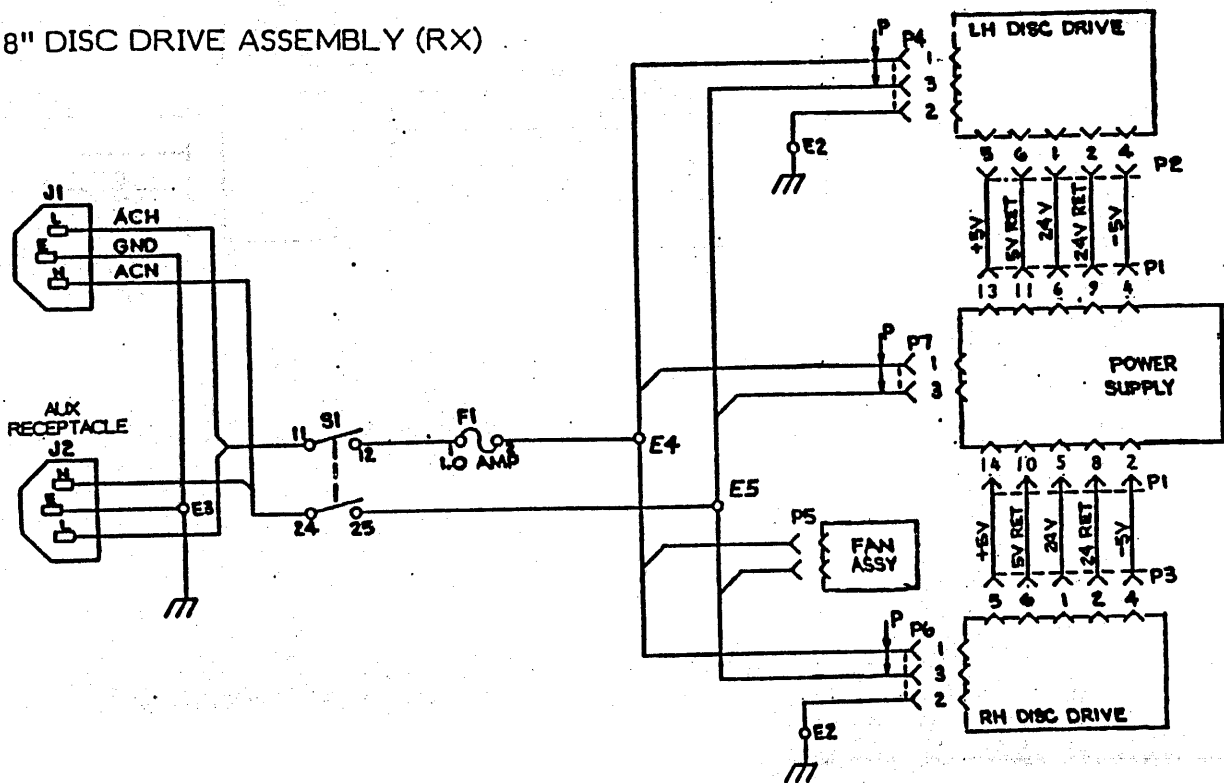 8" DISC DRIVE ASSEMBLY (RX)
J1
L
E
N
ACH
GND
ACN
AUX
RECEPTACLE
J2
N
E
L
E3
S1
11
12
24
25
F1
1
2
1.0 AMP
E4
E5
P
P4
1
3
2
E2
LH DISC DRIVE
5 6 1 2 4
P2
+5V
5V RET
24V
24V RET
-5V
P1
13 11 6 9 4
P
P7
1
3
POWER
SUPPLY
14 10 5 8 2
P1
+5V
5V RET
24V
24 RET
-5V
P3
5 6 1 2 4
P5
FAN
ASSY
P
P6
1
3
2
E2
RH DISC DRIVE